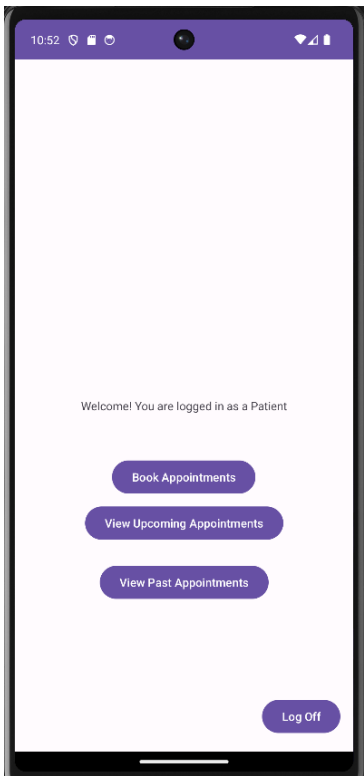 10:52
Welcome! You are logged in as a Patient
Book Appointments
View Upcoming Appointments
View Past Appointments
Log Off